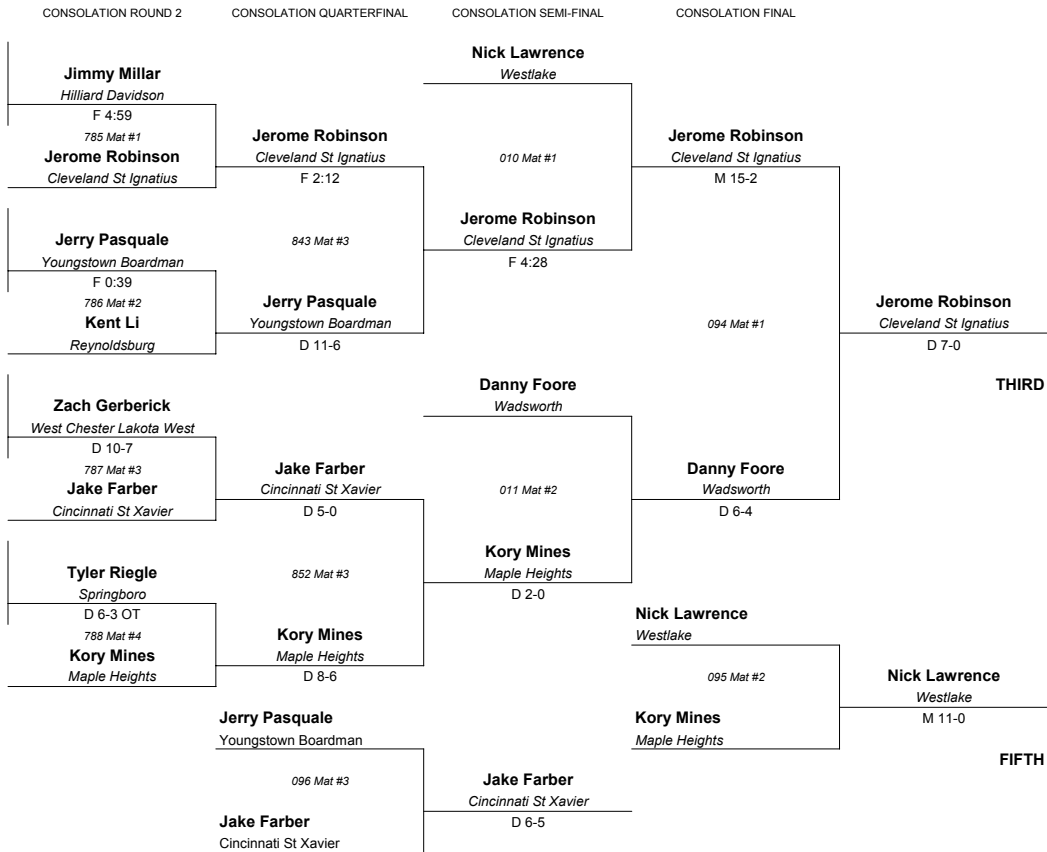 CONSOLATION ROUND 2
CONSOLATION QUARTERFINAL
CONSOLATION SEMI-FINAL
CONSOLATION FINAL
Jimmy Millar
Hilliard Davidson
F 4:59
785 Mat #1
Jerome Robinson
Cleveland St Ignatius
Jerry Pasquale
Youngstown Boardman
F 0:39
786 Mat #2
Kent Li
Reynoldsburg
Zach Gerberick
West Chester Lakota West
D 10-7
787 Mat #3
Jake Farber
Cincinnati St Xavier
Tyler Riegle
Springboro
D 6-3 OT
788 Mat #4
Kory Mines
Maple Heights
Jerome Robinson
Cleveland St Ignatius
F 2:12
843 Mat #3
Jerry Pasquale
Youngstown Boardman
D 11-6
Jake Farber
Cincinnati St Xavier
D 5-0
852 Mat #3
Kory Mines
Maple Heights
D 8-6
Jerry Pasquale
Youngstown Boardman
096 Mat #3
Jake Farber
Cincinnati St Xavier
Nick Lawrence
Westlake
010 Mat #1
Jerome Robinson
Cleveland St Ignatius
F 4:28
Danny Foore
Wadsworth
011 Mat #2
Kory Mines
Maple Heights
D 2-0
Jake Farber
Cincinnati St Xavier
D 6-5
Jerome Robinson
Cleveland St Ignatius
M 15-2
094 Mat #1
Danny Foore
Wadsworth
D 6-4
Nick Lawrence
Westlake
095 Mat #2
Kory Mines
Maple Heights
Jerome Robinson
Cleveland St Ignatius
D 7-0
THIRD
Nick Lawrence
Westlake
M 11-0
FIFTH